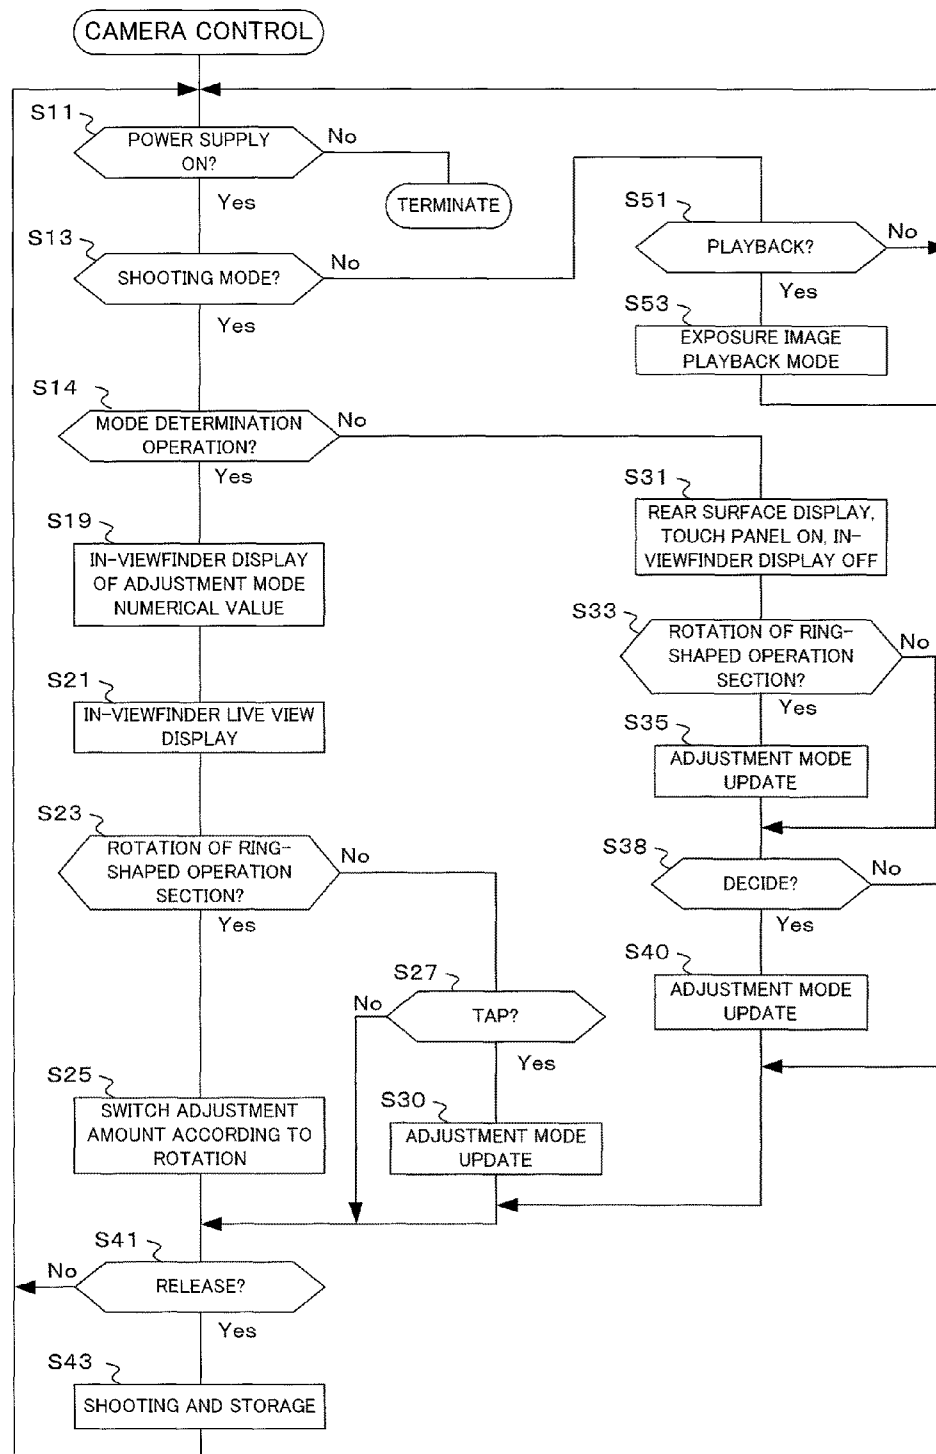 CAMERA CONTROL
S11
POWER SUPPLY
ON?
No
Yes
TERMINATE
S13
SHOOTING MODE?
No
Yes
S51
PLAYBACK?
No
Yes
S53
EXPOSURE IMAGE
PLAYBACK MODE
S14
MODE DETERMINATION
OPERATION?
No
Yes
S19
IN-VIEWFINDER DISPLAY
OF ADJUSTMENT MODE
NUMERICAL VALUE
S21
IN-VIEWFINDER LIVE VIEW
DISPLAY
S23
ROTATION OF RING-
SHAPED OPERATION
SECTION?
No
Yes
S27
TAP?
No
Yes
S25
SWITCH ADJUSTMENT
AMOUNT ACCORDING TO
ROTATION
S30
ADJUSTMENT MODE
UPDATE
S31
REAR SURFACE DISPLAY,
TOUCH PANEL ON, IN-
VIEWFINDER DISPLAY OFF
S33
ROTATION OF RING-
SHAPED OPERATION
SECTION?
No
Yes
S35
ADJUSTMENT MODE
UPDATE
S38
DECIDE?
No
Yes
S40
ADJUSTMENT MODE
UPDATE
S41
RELEASE?
No
Yes
S43
SHOOTING AND STORAGE